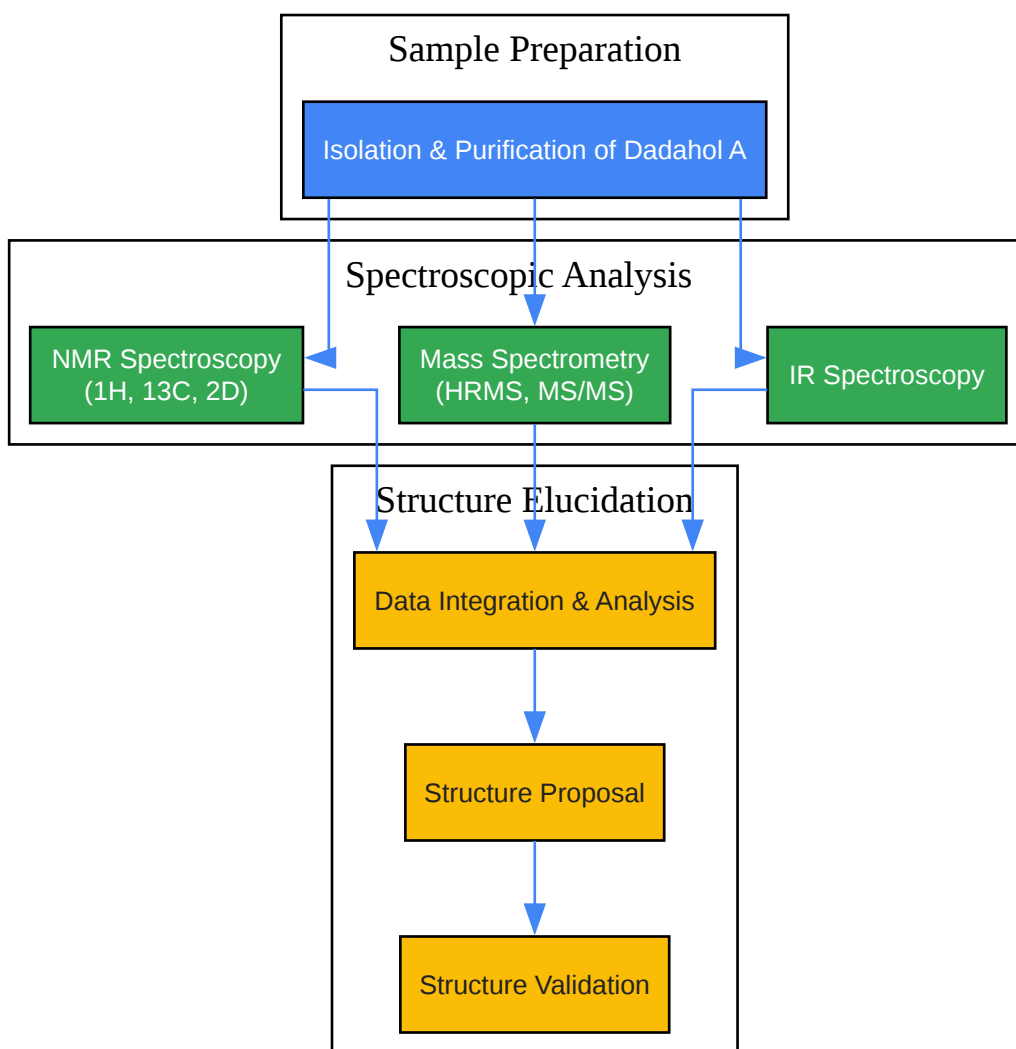 Sample Preparation
Isolation & Purification of Dadahol A
Spectroscopic Analysis
NMR Spectroscopy
(1H, 13C, 2D)
Mass Spectrometry
(HRMS, MS/MS)
IR Spectroscopy
Structure Elucidation
Data Integration & Analysis
Structure Proposal
Structure Validation